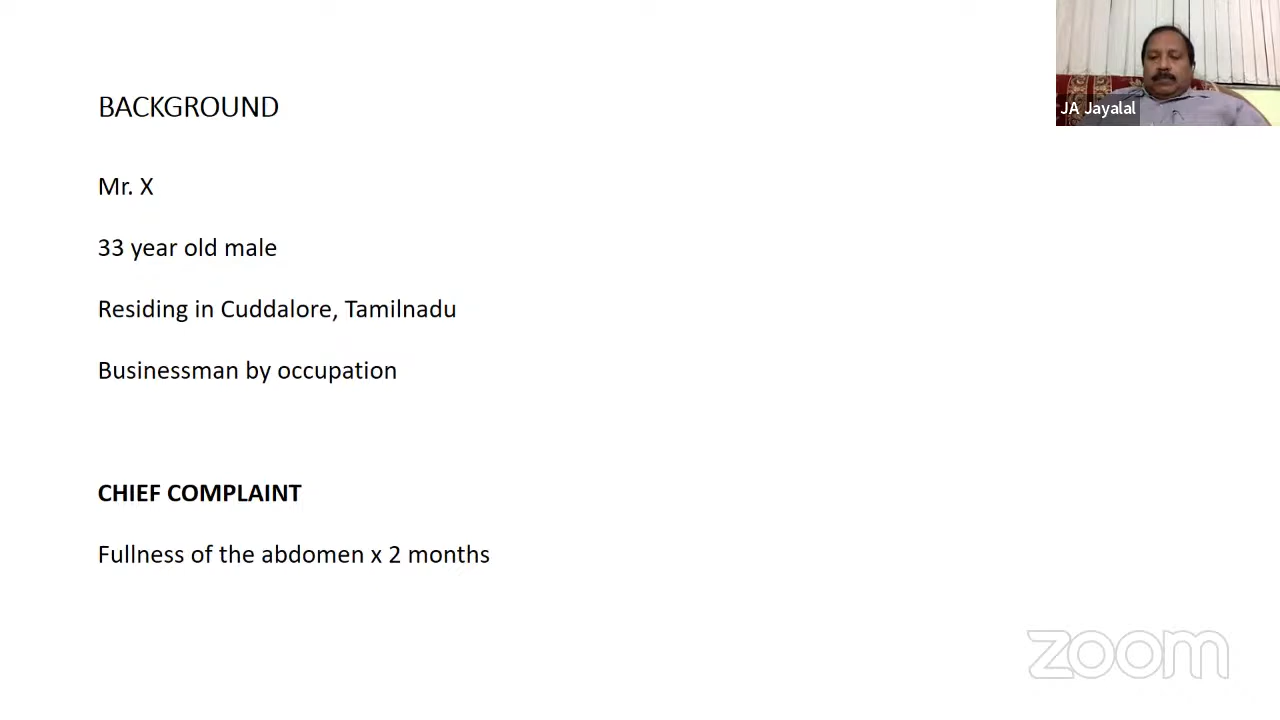 BACKGROUND
JA Jayalal
Mr. X
33 year old male
Residing in Cuddalore, Tamilnadu
Businessman by occupation
CHIEF COMPLAINT
Fullness of the abdomen x 2 months
zoom